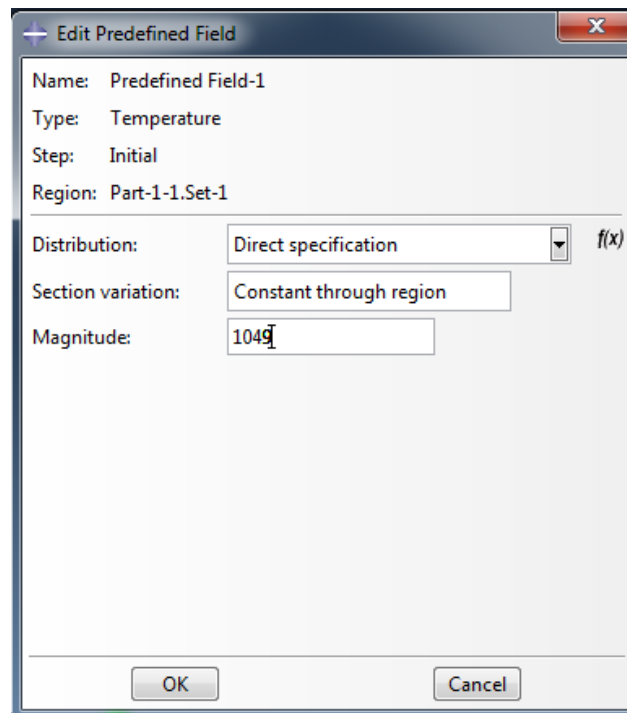 Edit Predefined Field
Name: Predefined Field-1
Type: Temperature
Step: Initial
Region: Part-1-1.Set-1
Distribution: Direct specification f(x)
Section variation: Constant through region
Magnitude: 1049
OK Cancel